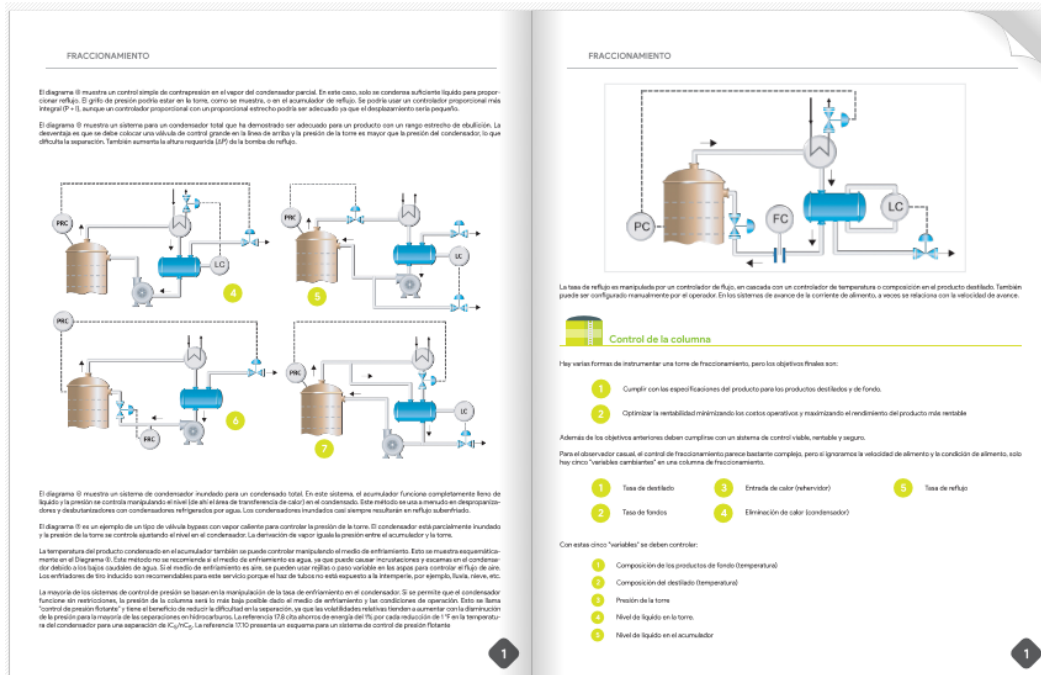 FRACCIONAMIENTO
El diagrama ④ muestra un control simple de contrapresión en el vapor del condensador parcial. En este caso, solo se condensa suficiente líquido para propor-
cionar reflujo. El grifo de presión podría estar en la torre, como se muestra, o en el acumulador de reflujo. Se podría usar un controlador proporcional más
integral (P + I), aunque un controlador proporcional con un proporcional estrecho podría ser adecuado ya que el desplazamiento sería pequeño.
El diagrama muestra un sistema para un condensador total que ha demostrado ser adecuado para un producto con un rango estrecho de ebullición. La
desventaja es que se debe colocar una válvula de control grande en la línea de arriba y la presión de la torre es mayor que la presión del condensador, lo que
dificulta la separación. También aumenta la altura requerida (ΔP) de la bomba de reflujo.
PRC
LC
4
PRC
LC
5
PRC
FRC
6
PRC
LC
7
El diagrama muestra un sistema de condensador inundado para un condensado total. En este sistema, el acumulador funciona completamente lleno de
líquido y la presión se controla manipulando el nivel (de ahí el área de transferencia de calor) en el condensado. Este método se usa a menudo en despropaniza-
dores y desbutanizadores con condensadores refrigerados por agua. Los condensadores inundados casi siempre resultarán en reflujo subenfriado.
El diagrama ⑦ es un ejemplo de un tipo de válvula bypass con vapor caliente para controlar la presión de la torre. El condensador está parcialmente inundado
y la presión de la torre se controla ajustando el nivel en el condensador. La derivación de vapor iguala la presión entre el acumulador y la torre.
La temperatura del producto condensado en el acumulador también se puede controlar manipulando el medio de enfriamiento. Esto se muestra esquemática-
mente en el Diagrama. Este método no se recomienda si el medio de enfriamiento es agua, ya que puede causar incrustaciones y escamas en el condensa-
dor debido a los bajos caudales de agua. Si el medio de enfriamiento es aire, se pueden usar rejillas o paso variable en las aspas para controlar el flujo de aire.
Los enfriadores de tiro inducido son recomendables para este servicio porque el haz de tubos no está expuesto a la intemperie, por ejemplo, lluvia, nieve, etc.
La mayoría de los sistemas de control de presión se basan en la manipulación de la tasa de enfriamiento en el condensador. Si se permite que el condensador
funcione sin restricciones, la presión de la columna será lo más baja posible dado el medio de enfriamiento y las condiciones de operación. Esto se llama
"control de presión flotante" y tiene el beneficio de reducir la dificultad en la separación, ya que las volatilidades relativas tienden a aumentar con la disminución
de la presión para la mayoría de las separaciones en hidrocarburos. La referencia 17.8 cita ahorros de energía del 1% por cada reducción de 1 °F en la temperatu-
ra del condensador para una separación de iC₄/nC₄. La referencia 17.10 presenta un esquema para un sistema de control de presión flotante
1
FRACCIONAMIENTO
PC
FC
LC
La tasa de reflujo es manipulada por un controlador de flujo, en cascada con un controlador de temperatura o composición en el producto destilado. También
puede ser configurado manualmente por el operador. En los sistemas de avance de la corriente de alimento, a veces se relaciona con la velocidad de avance.
Control de la columna
Hay varias formas de instrumentar una torre de fraccionamiento, pero los objetivos finales son:
1 Cumplir con las especificaciones del producto para los productos destilados y de fondo.
2 Optimizar la rentabilidad minimizando los costos operativos y maximizando el rendimiento del producto más rentable
Además de los objetivos anteriores deben cumplirse con un sistema de control viable, rentable y seguro.
Para el observador casual, el control de fraccionamiento parece bastante complejo, pero si ignoramos la velocidad de alimento y la condición de alimento, solo
hay cinco "variables cambiantes" en una columna de fraccionamiento.
1 Tasa de destilado
3 Entrada de calor (rehervidor)
5 Tasa de reflujo
2 Tasa de fondos
4 Eliminación de calor (condensador)
Con estas cinco "variables" se deben controlar:
1 Composición de los productos de fondo (temperatura)
2 Composición del destilado (temperatura)
3 Presión de la torre
4 Nivel de líquido en la torre.
5 Nivel de líquido en el acumulador
1